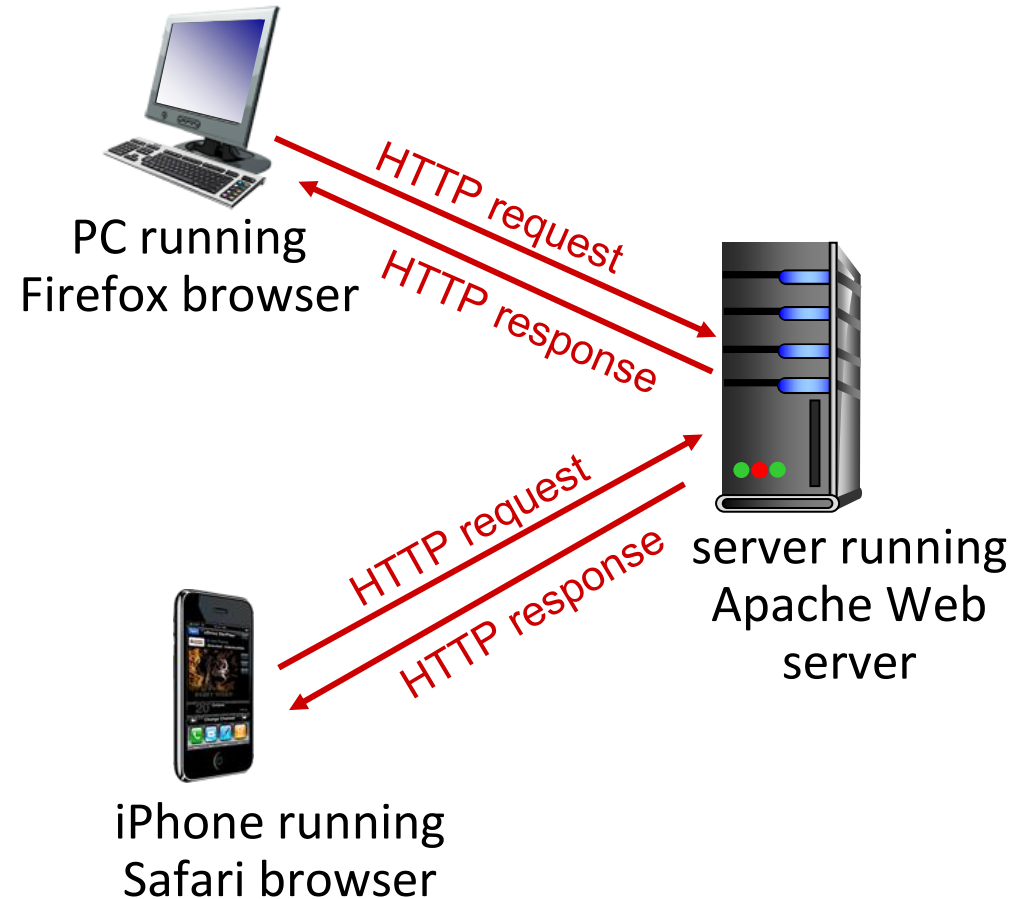 HTTP request
HTTP response
PC running
Firefox browser
HTTP request
HTTP response
server running
Apache Web
server
iPhone running
Safari browser